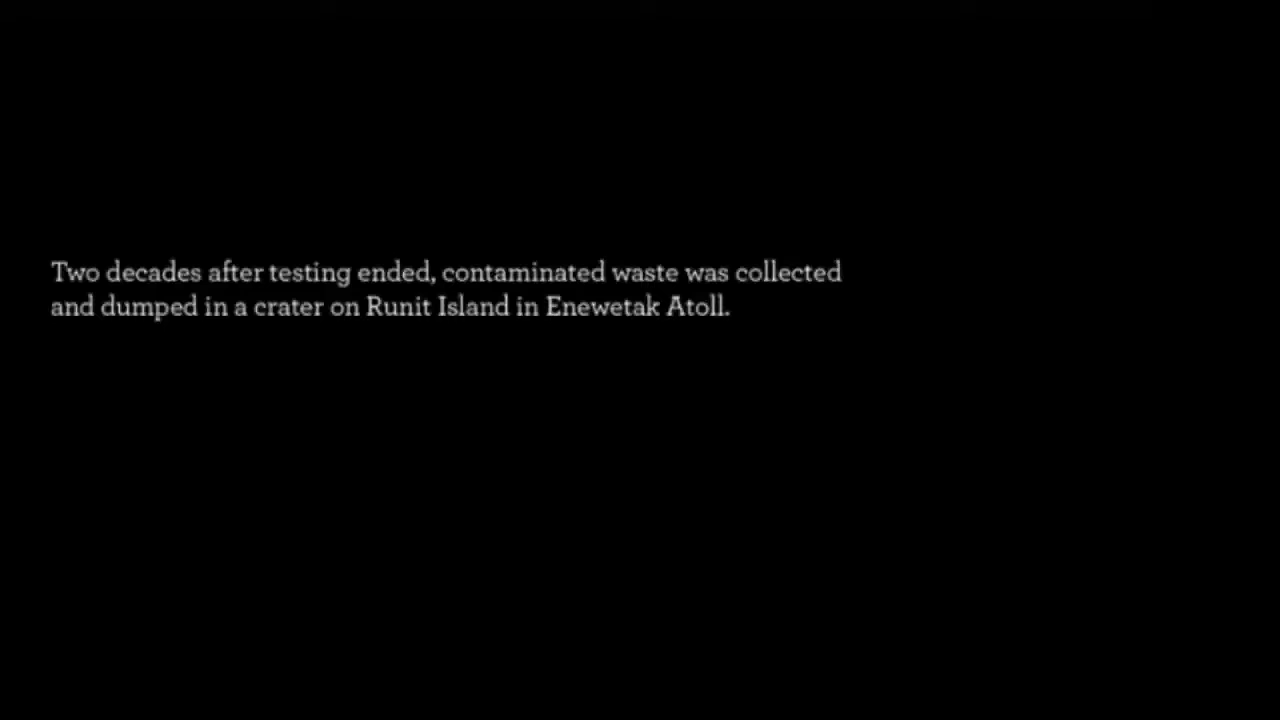 Two decades after testing ended, contaminated waste was collected
and dumped in a crater on Runit Island in Enewetak Atoll.